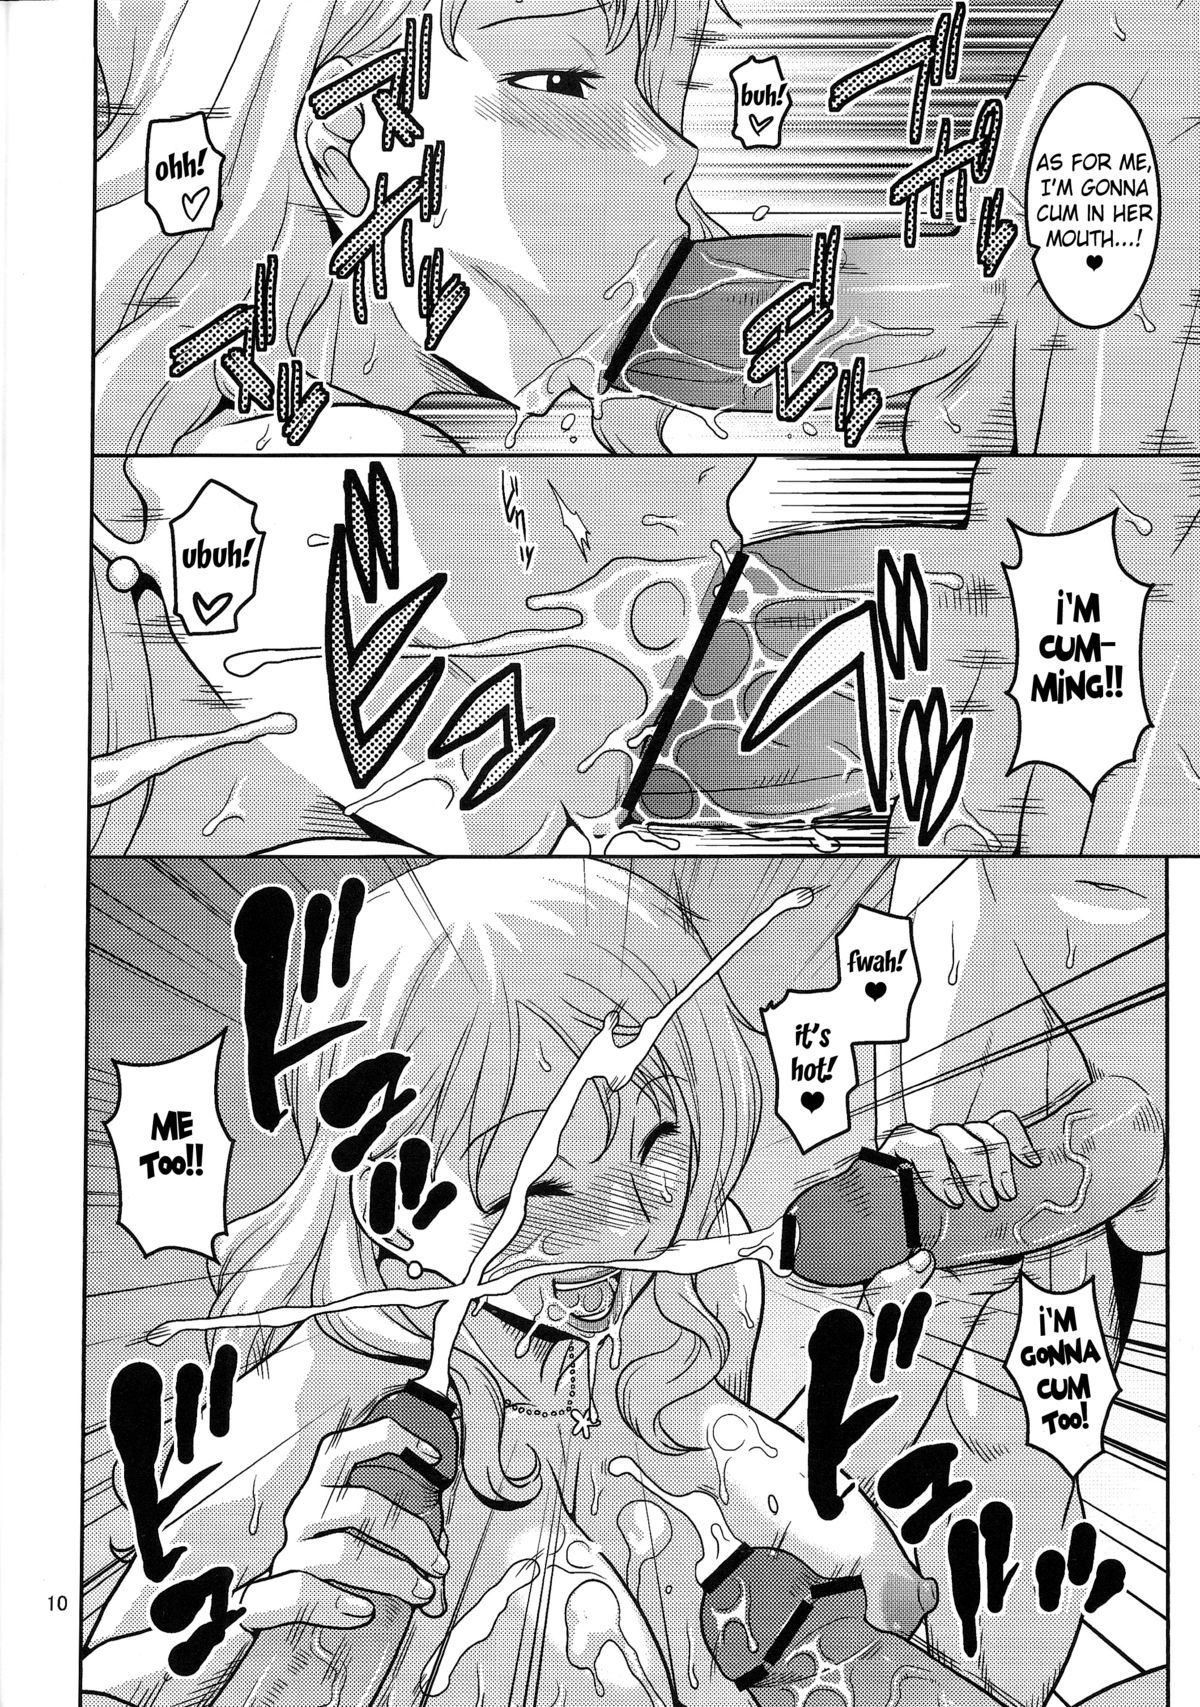 AS FOR ME,
I'M GONNA
CUM IN HER
MOUTH...!
buh!
ohh!
I'M
CUM-
MING!!
ubuh!
fwah!
it's
hot!
ME
TOO!!
I'M
GONNA
CUM
TOO!
10